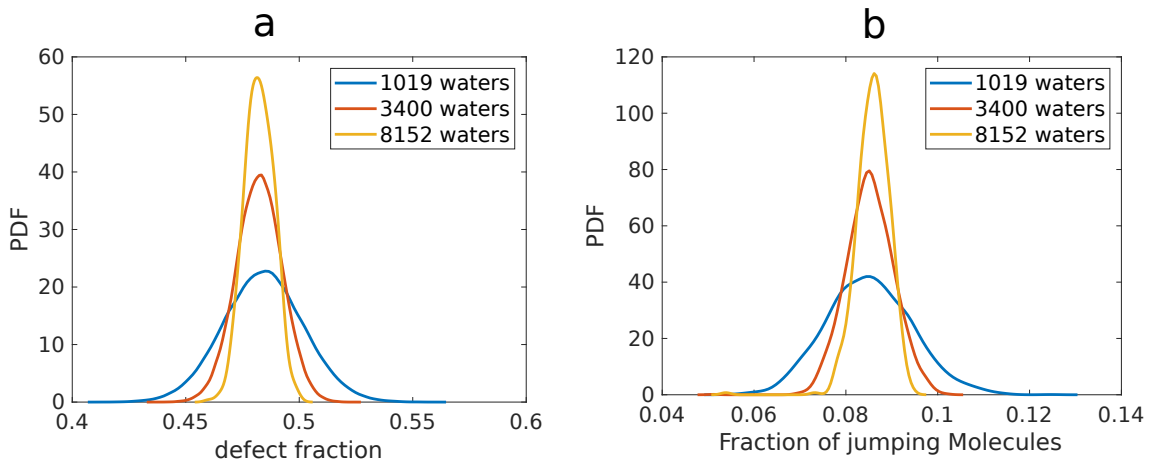 a
60
50
40
30
20
10
0
PDF
0.4
0.45
0.5
0.55
0.6
defect fraction
1019 waters
3400 waters
8152 waters
b
120
100
80
60
40
20
0
PDF
0.04
0.06
0.08
0.1
0.12
0.14
Fraction of jumping Molecules
1019 waters
3400 waters
8152 waters